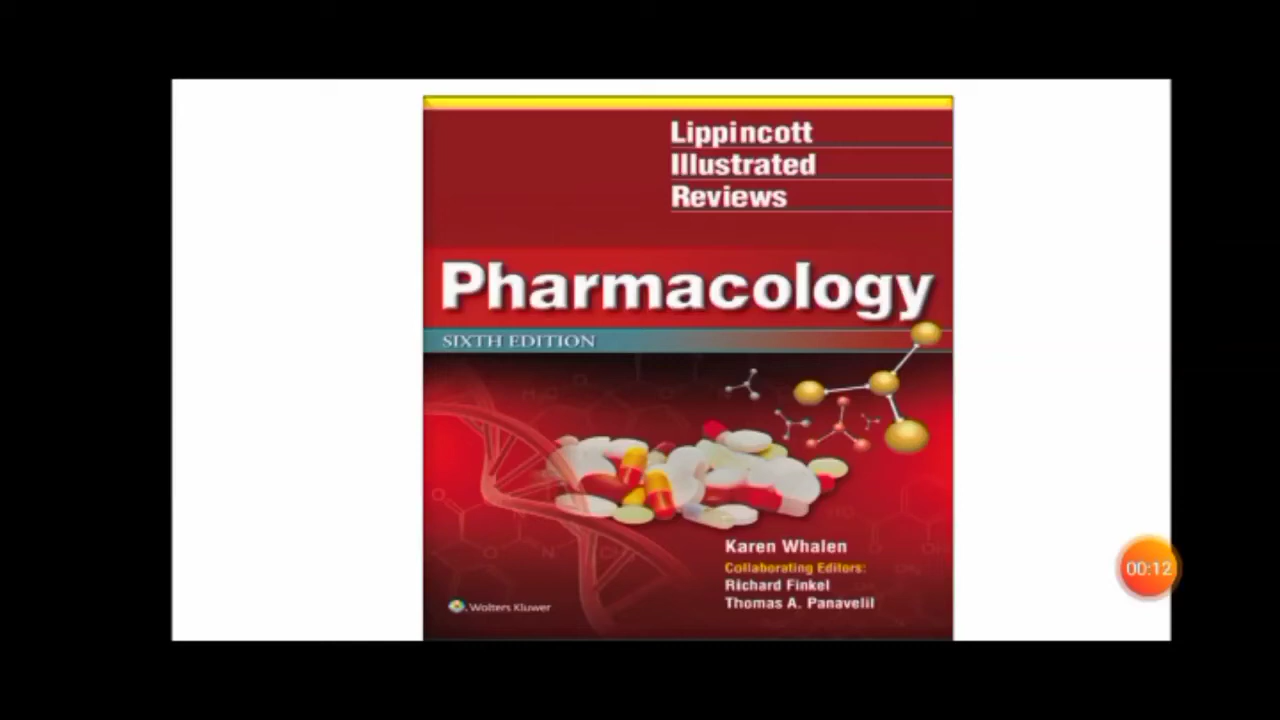 Lippincott
Illustrated
Reviews
Pharmacology
SIXTH EDITION
Karen Whalen
Collaborating Editors:
Richard Finkel
Thomas A. Panavelil
Wolters Kluwer
00:12